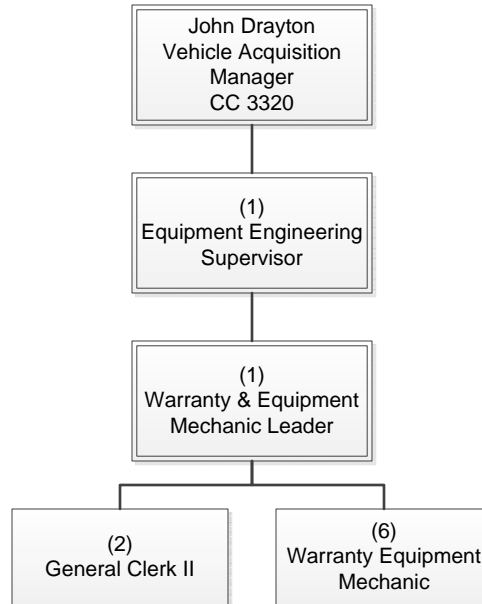 John Drayton
Vehicle Acquisition
Manager
CC 3320
(1)
Equipment Engineering
Supervisor
(1)
Warranty & Equipment
Mechanic Leader
(2)
General Clerk II
(6)
Warranty Equipment
Mechanic